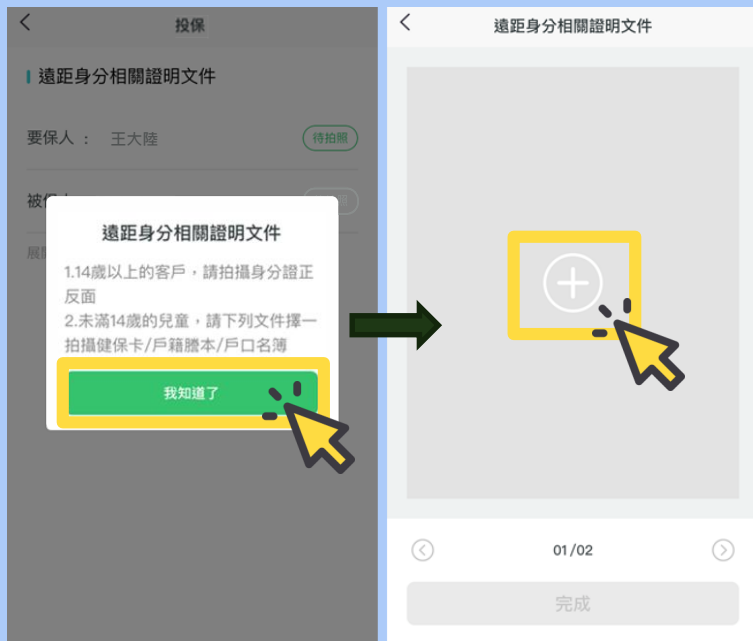 投保
遠距身分相關證明文件
要保人 : 王大陸
待拍照
遠距身分相關證明文件
1.14歲以上的客戶,請拍攝身分證正
反面
2.未滿14歲的兒童,請下列文件擇一
拍攝健保卡/戶籍謄本/戶口名簿
我知道了
遠距身分相關證明文件
01/02
完成